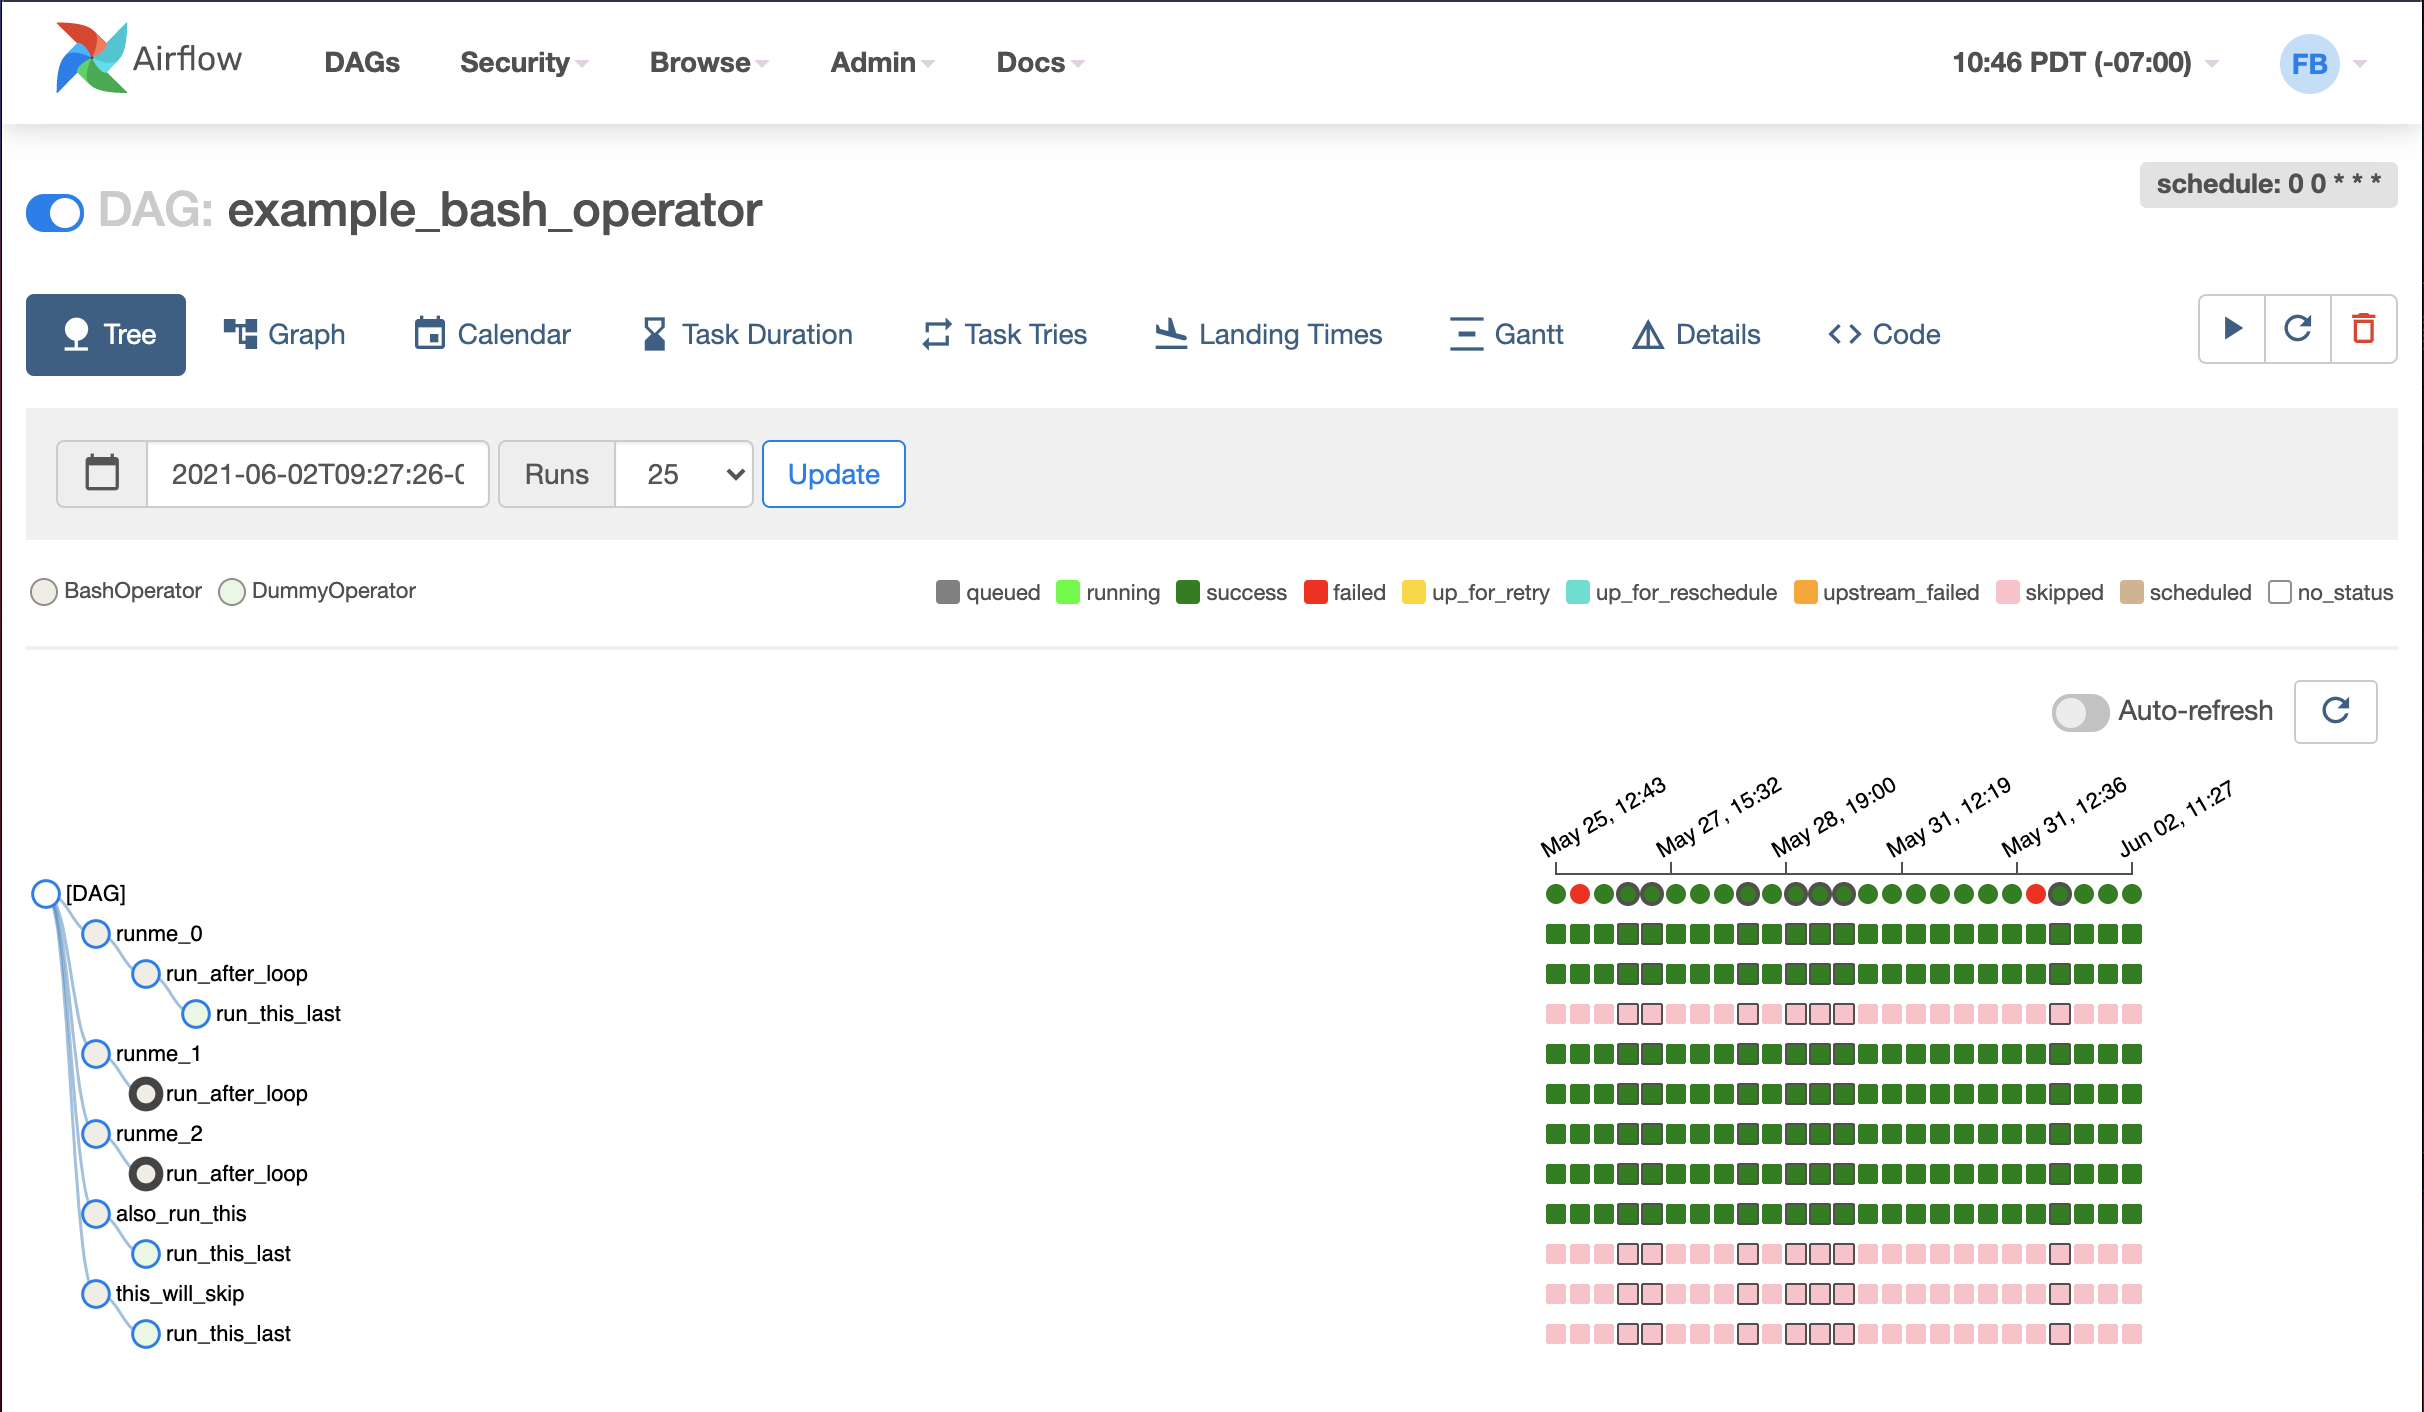 Airflow DAGs Security Browse Admin Docs 10:46 PDT (-07:00) FB
schedule: 0 0 * * *
DAG: example_bash_operator
Tree Graph Calendar Task Duration Task Tries Landing Times Gantt Details Code
2021-06-02T09:27:26-0 Runs 25 Update
BashOperator DummyOperator queued running success failed up_for_retry up_for_reschedule upstream_failed skipped scheduled no_status
Auto-refresh
May 25, 12:43 May 27, 15:32 May 28, 19:00 May 31, 12:19 May 31, 12:36 Jun 02, 11:27
[DAG]
runme_0
run_after_loop
run_this_last
runme_1
run_after_loop
runme_2
run_after_loop
also_run_this
run_this_last
this_will_skip
run_this_last